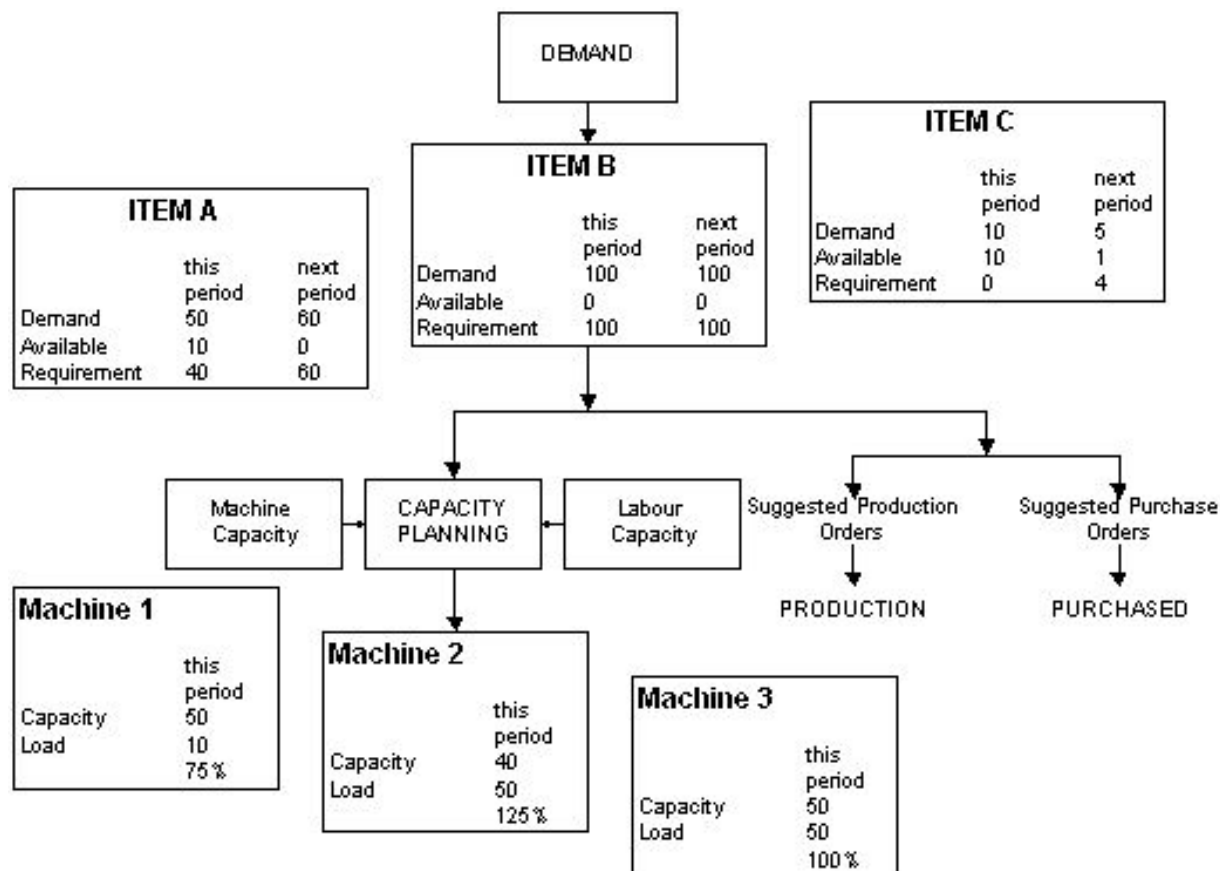 DEMAND
ITEM A
this next
period period
Demand 50 60
Available 10 0
Requirement 40 60
ITEM B
this next
period period
Demand 100 100
Available 0 0
Requirement 100 100
ITEM C
this next
period period
Demand 10 5
Available 10 1
Requirement 0 4
Machine
Capacity
CAPACITY
PLANNING
Labour
Capacity
Suggested Production
Orders
Suggested Purchase
Orders
PRODUCTION
PURCHASED
Machine 1
this
period
Capacity 50
Load 10
75%
Machine 2
this
period
Capacity 40
Load 50
125%
Machine 3
this
period
Capacity 50
Load 50
100%